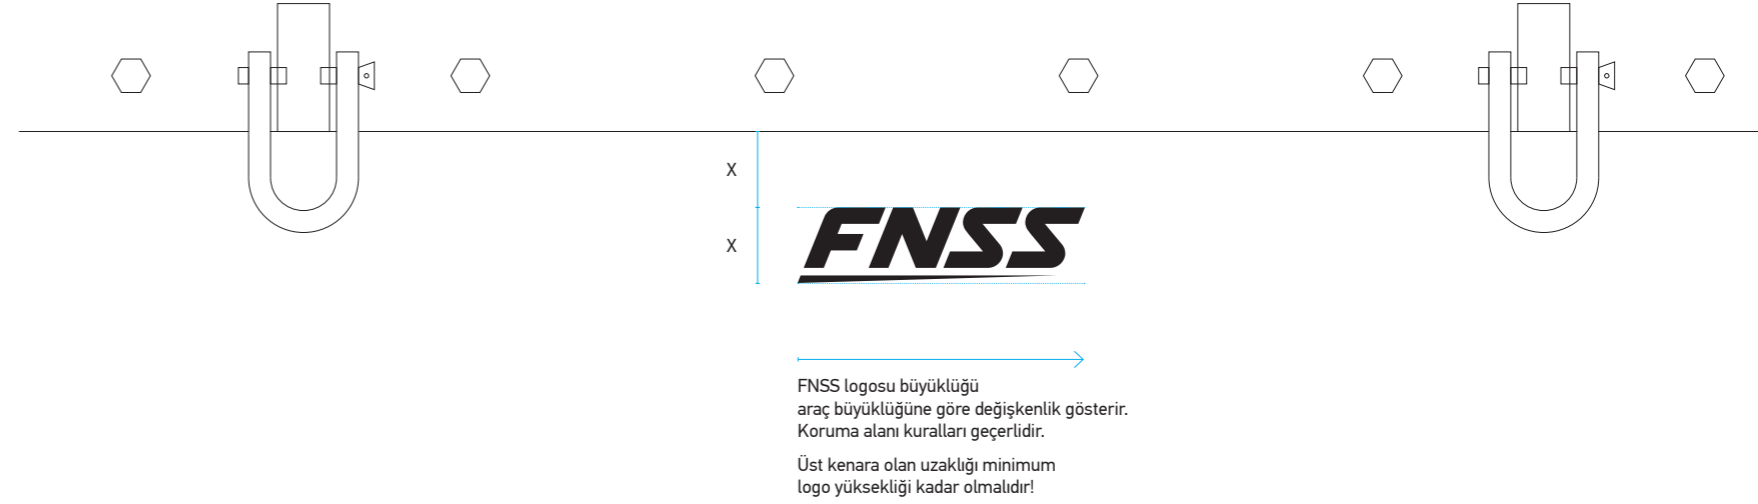 X
X
FNSS
FNSS logosu büyüklüğü
araç büyüklüğüne göre değişkenlik gösterir.
Koruma alanı kuralları geçerlidir.
Üst kenara olan uzaklığı minimum
logo yüksekliği kadar olmalıdır!